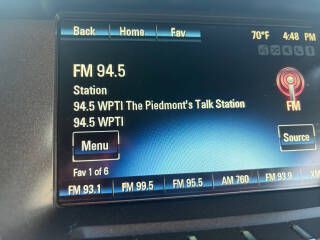 Back Home Fav 70°F 4:48 PM
FM 94.5
Station
94.5 WPTI The Piedmont's Talk Station
94.5 WPTI
FM
Menu Source
Fav 1 of 6
FM 93.1 FM 99.5 FM 95.5 AM 760 FM 93.9 XM